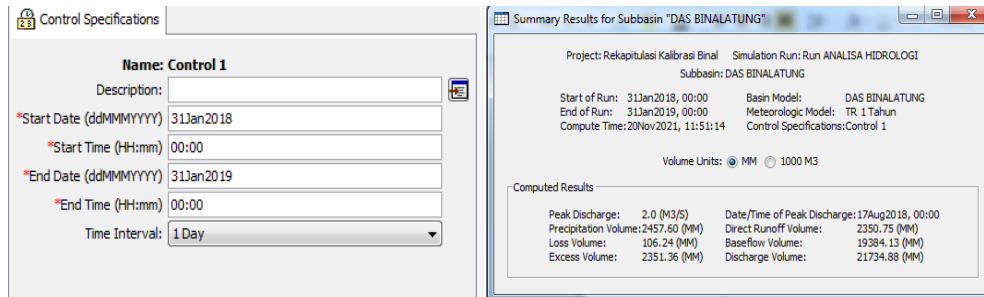 Control Specifications
Name: Control 1
Description:
*Start Date (ddMMMYYYY) 31Jan2018
*Start Time (HH:mm) 00:00
*End Date (ddMMMYYYY) 31Jan2019
*End Time (HH:mm) 00:00
Time Interval: 1 Day
Summary Results for Subbasin "DAS BINALATUNG"
Project: Rekapitulasi Kalibrasi Binal Simulation Run: Run ANALISA HIDROLOGI
Subbasin: DAS BINALATUNG
Start of Run: 31Jan2018, 00:00 Basin Model: DAS BINALATUNG
End of Run: 31Jan2019, 00:00 Meteorologic Model: TR 1 Tahun
Compute Time:20Nov2021, 11:51:14 Control Specifications:Control 1
Volume Units: MM 1000 M3
Computed Results
Peak Discharge: 2.0 (M3/S) Date/Time of Peak Discharge:17Aug2018, 00:00
Precipitation Volume:2457.60 (MM) Direct Runoff Volume: 2350.75 (MM)
Loss Volume: 106.24 (MM) Baseflow Volume: 19384.13 (MM)
Excess Volume: 2351.36 (MM) Discharge Volume: 21734.88 (MM)